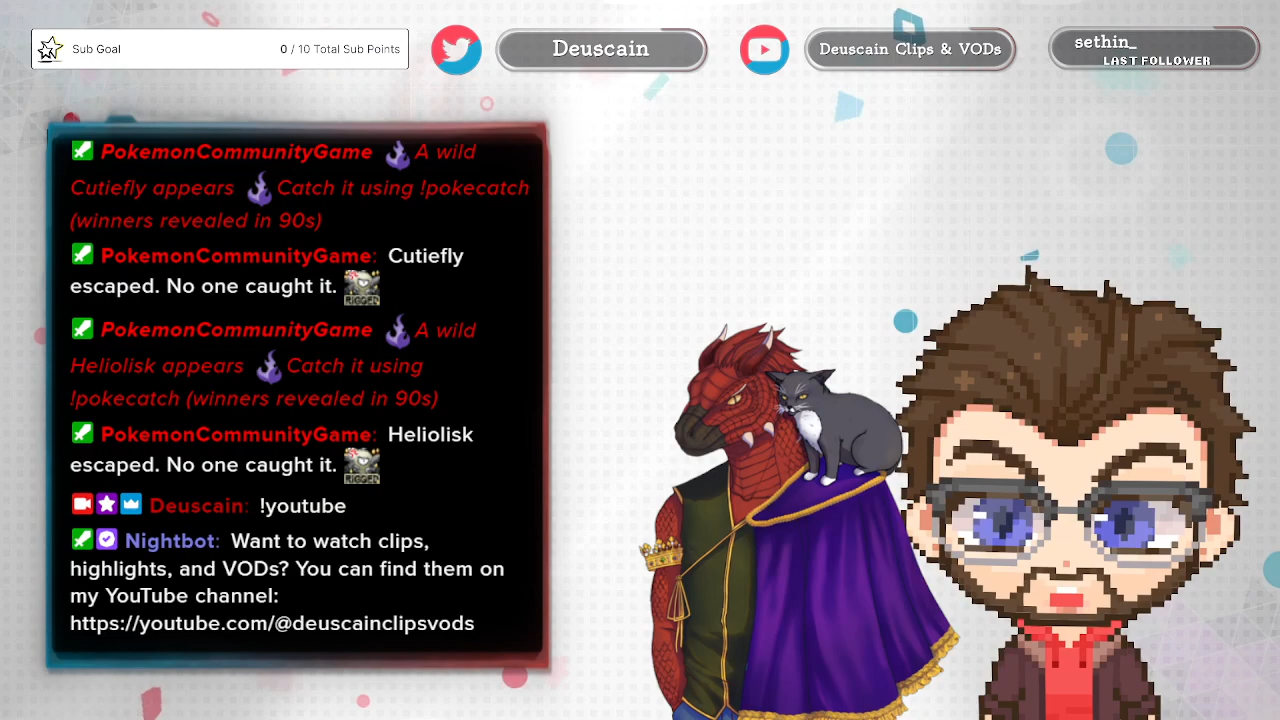 Sub Goal
0 / 10 Total Sub Poi
Deuscain
Deuscain Clips & VODs
sethin_
LAST FOLLOWER
PokemonCommunityGame A wild
Cutiefly appears Catch it using !pokecatch
(winners revealed in 90s)
PokemonCommunityGame: Cutiefly
escaped. No one caught it.
RIGGED
PokemonCommunityGame A wild
Heliolisk appears Catch it using
!pokecatch (winners revealed in 90s)
PokemonCommunityGame: Heliolisk
escaped. No one caught it.
RIGGED
Deuscain: !youtube
Nightbot: Want to watch clips,
highlights, and VODs? You can find them on
my YouTube channel:
https://youtube.com/@deuscainclipsvods